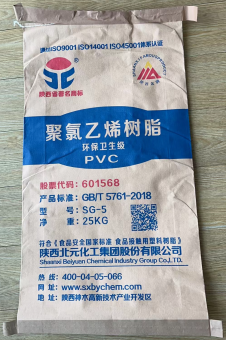 通过ISO9001 ISO14001 ISO45001体系认证
陕西省著名商标
聚氯乙烯树脂
环保卫生级
PVC
股票代码：601568
产品标准：GB/T 5761-2018
型 号：SG-5
净 重：25KG
符合《食品安全国家标准 食品接触用塑料树脂》
陕西北元化工集团股份有限公司
Shaanxi Beiyuan Chemical Industry Group Co.,LTD.
热线：400-04-05-066
网址：www.sxbychem.com
地址：陕西神木高新技术产业开发区